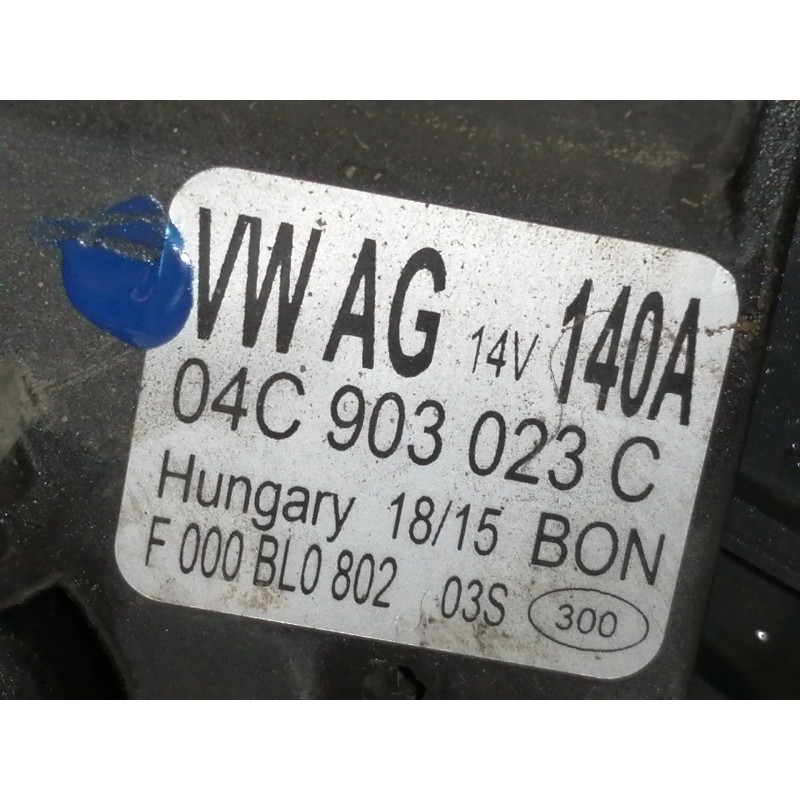 VW AG 14V 140A
04C 903 023 C
Hungary 18/15 BON
F 000 BL0 802 03S 300